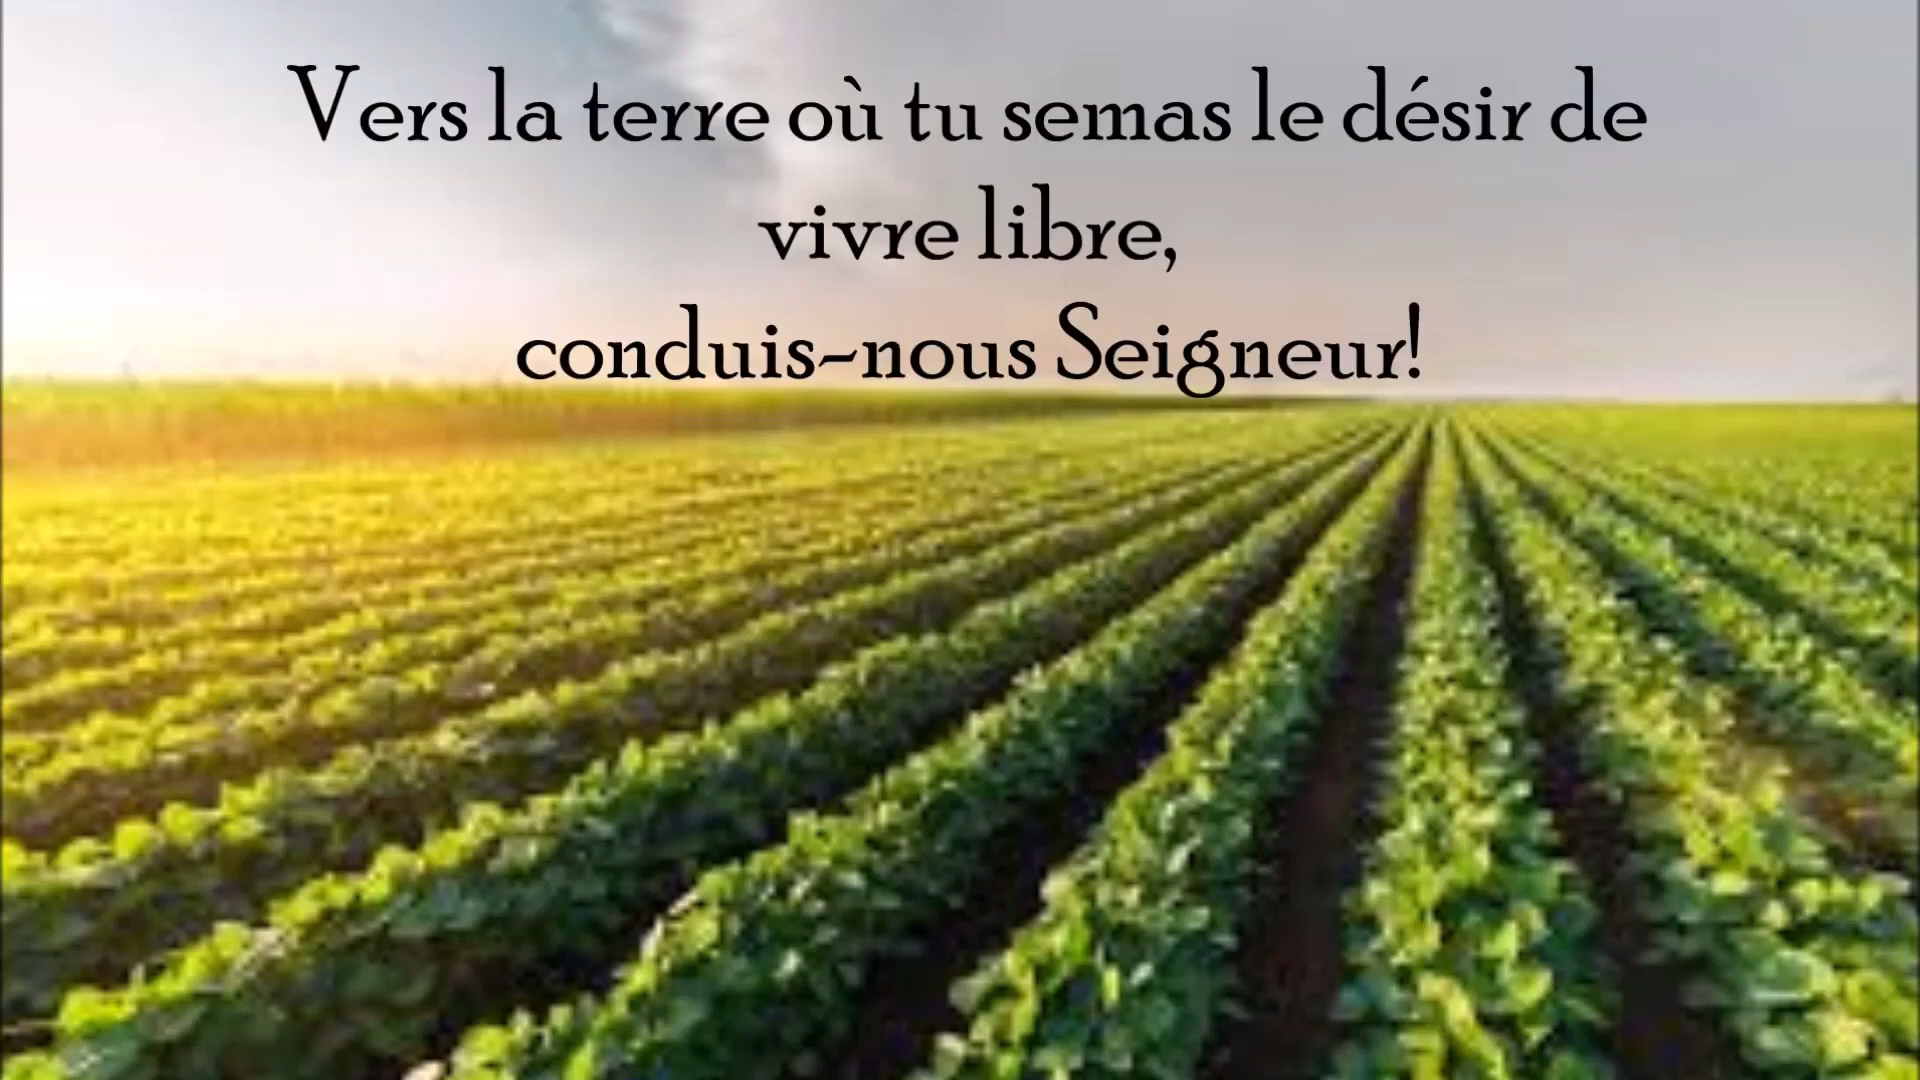 Vers la terre où tu semas le désir de
vivre libre,
conduis-nous Seigneur!